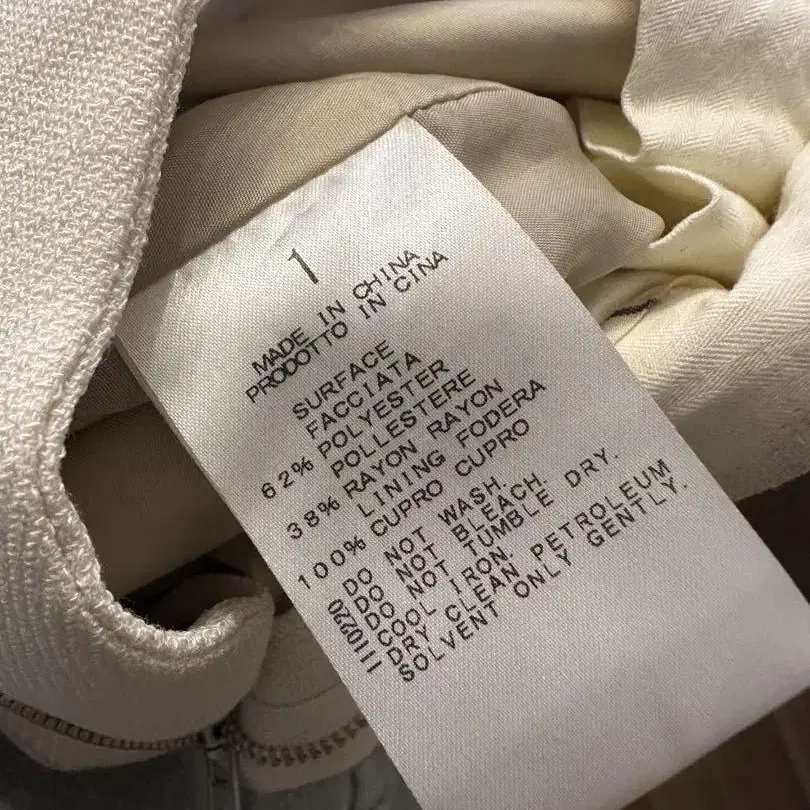 1
MADE IN CHINA
PRODOTTO IN CINA
SURFACE
FACCIATA
62% POLYESTER
POLLESTERE
38% RAYON RAYON
LINING FODERA
100% CUPRO CUPRO
DO NOT WASH.
DO NOT BLEACH.
DO NOT TUMBLE DRY.
COOL IRON.
DRY CLEAN PETROLEUM
SOLVENT ONLY GENTLY.
1110220